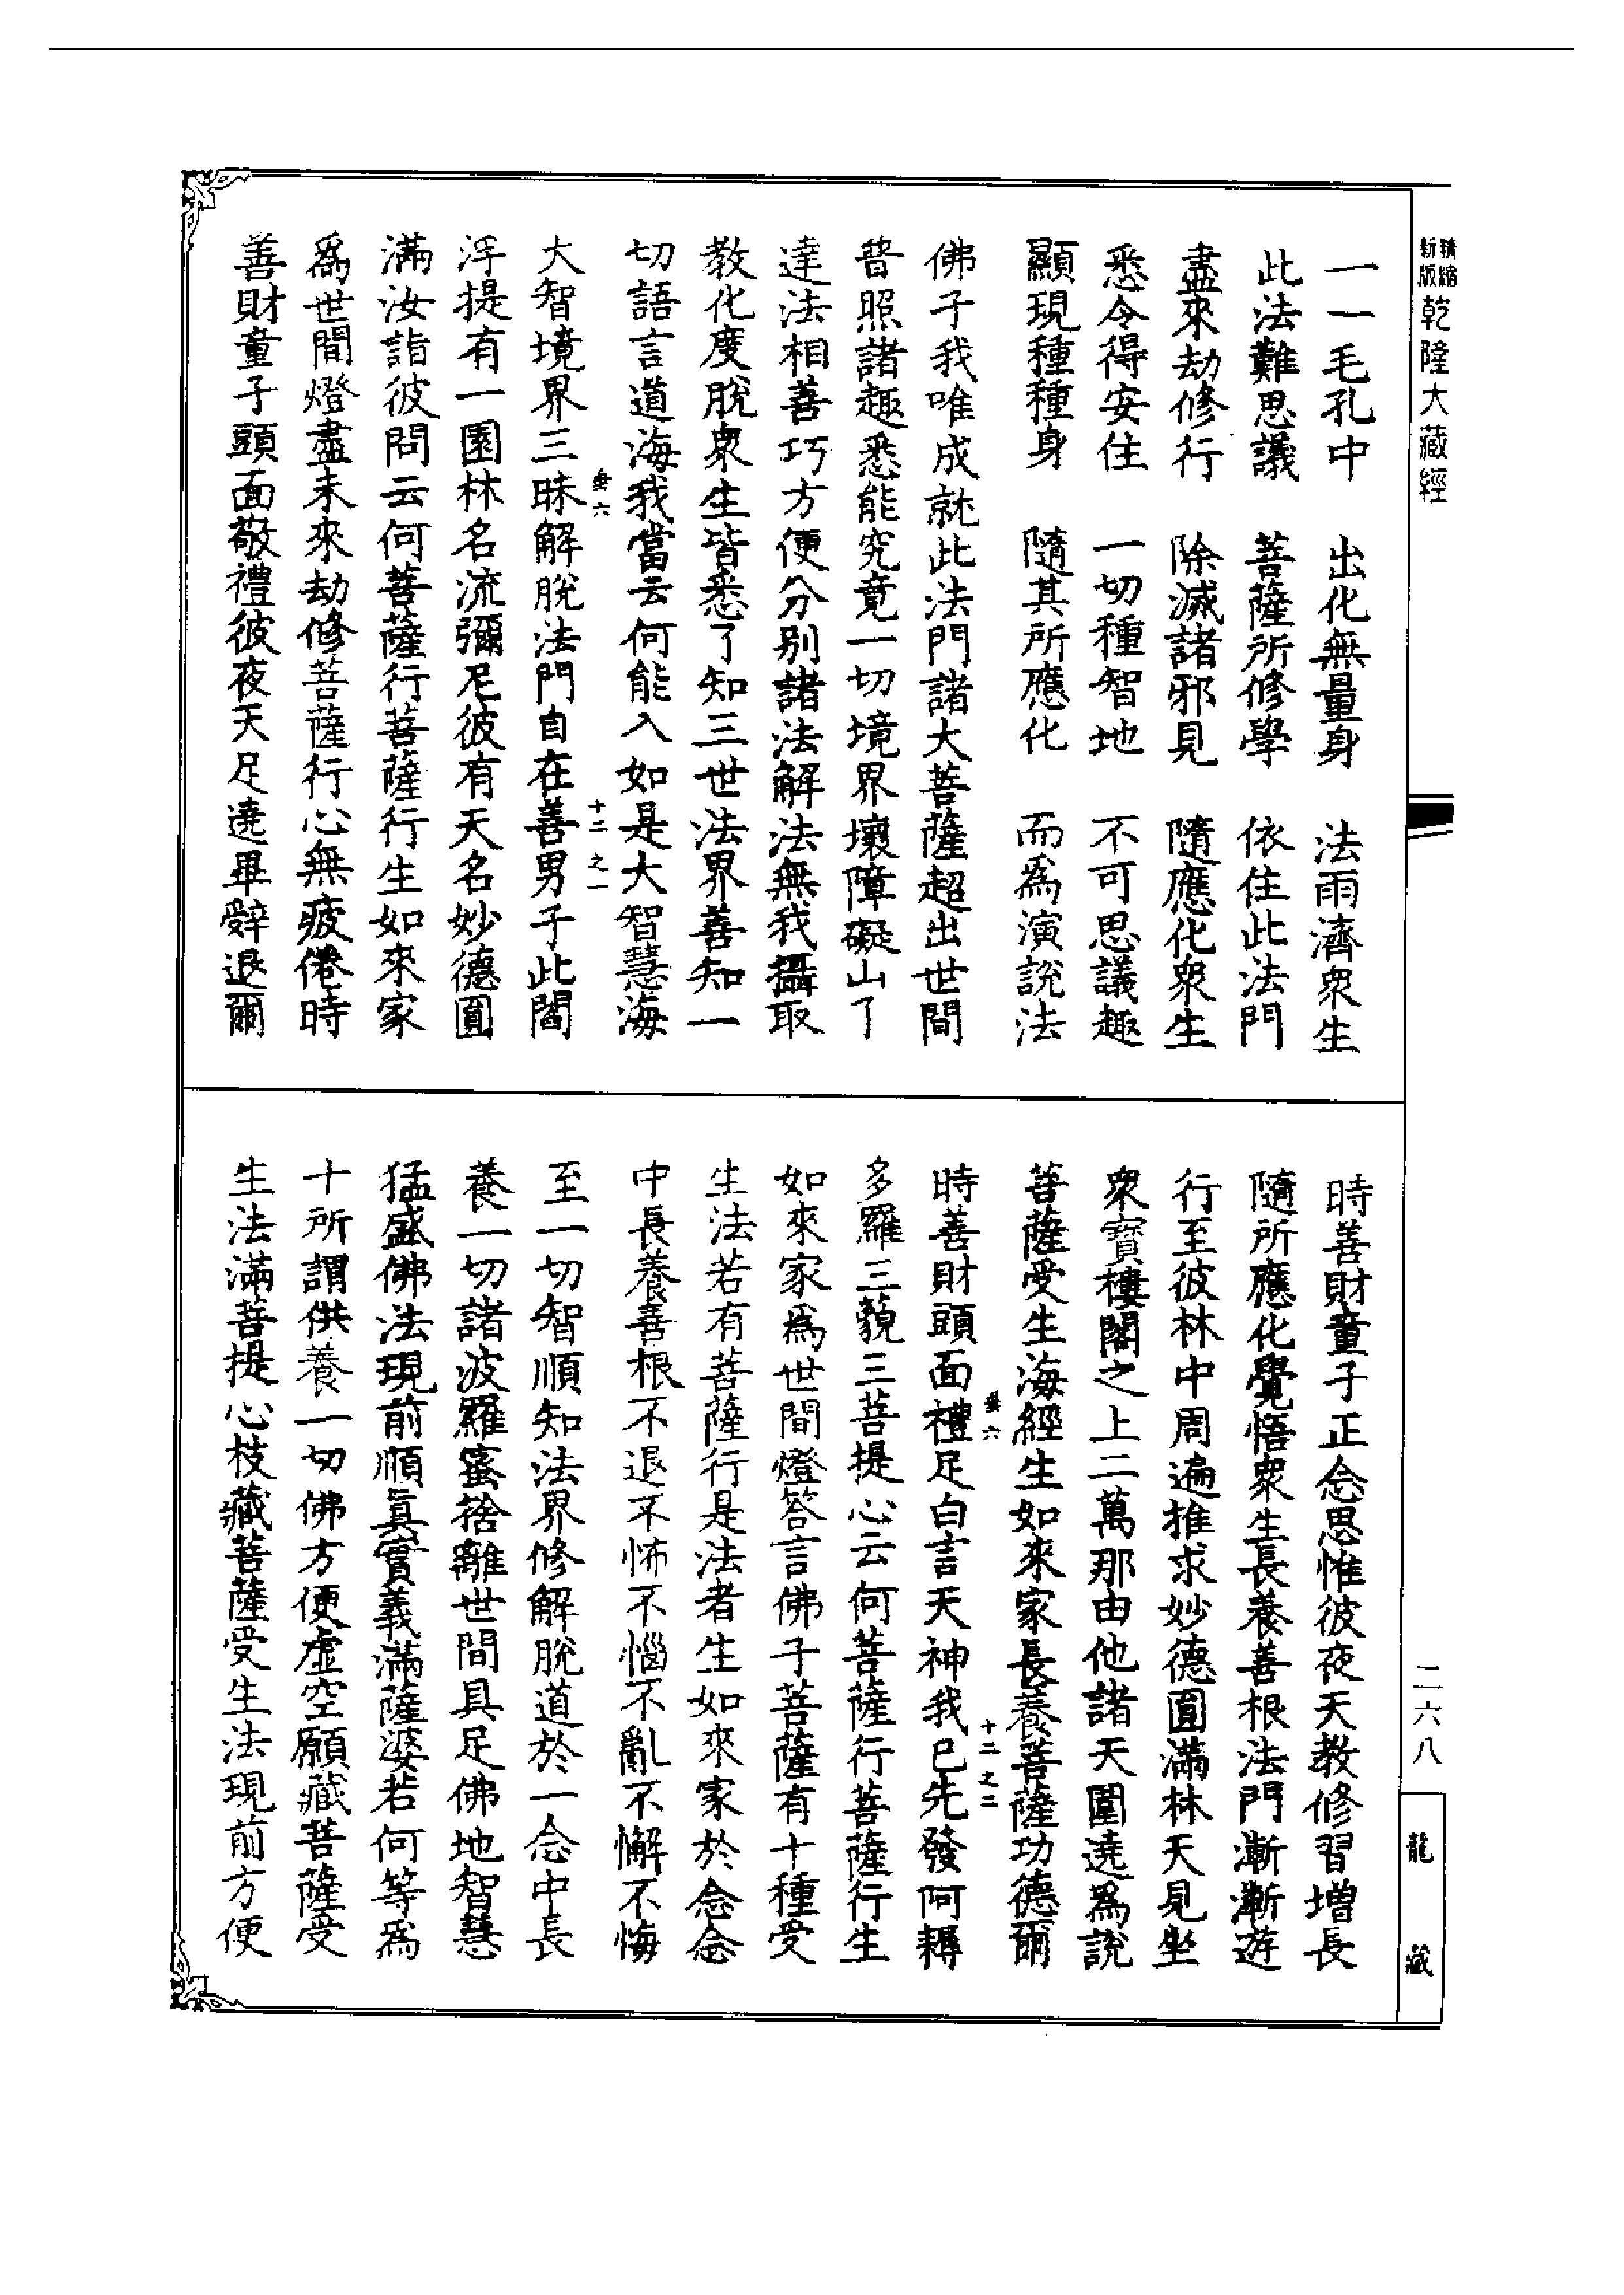 精縮
新版
乾隆大藏經
一一毛孔中　出化無量身　法雨濟衆生
此法難思議　菩薩所修學　依住此法門
盡來劫修行　除滅諸邪見　隨應化衆生
悉令得安住　一切種智地　不可思議趣
顯現種種身　隨其所應化　而爲演說法
佛子我唯成就此法門諸大菩薩超出世間
普照諸趣悉能究竟一切境界壞障礙山了
達法相善巧方便分别諸法解法無我攝取
教化度脫衆生皆悉了知三世法界善知一
切語言道海我當云何能入如是大智慧海
垂六　十二之一
大智境界三昧解脫法門自在善男子此閻
浮提有一園林名流彌尼彼有天名妙德圓
滿汝詣彼問云何菩薩行菩薩行生如來家
爲世間燈盡未來劫修菩薩行心無疲倦時
善財童子頭面敬禮彼夜天足遶畢辭退爾
時善財童子正念思惟彼夜天教修習增長
隨所應化覺悟衆生長養善根法門漸漸遊
行至彼林中周遍推求妙德圓滿林天見坐
衆寶樓閣之上二萬那由他諸天圍遶爲說
菩薩受生海經生如來家長養菩薩功德爾
垂六　十二之二
時善財頭面禮足白言天神我已先發阿耨
多羅三藐三菩提心云何菩薩行菩薩行生
如來家爲世間燈答言佛子菩薩有十種受
生法若有菩薩行是法者生如來家於念念
中長養善根不退不怖不惱不亂不懈不悔
至一切智順知法界修解脫道於一念中長
養一切諸波羅蜜捨離世間具足佛地智慧
猛盛佛法現前順真實義滿薩婆若何等爲
十所謂供養一切佛方便虛空願藏菩薩受
生法滿菩提心枝藏菩薩受生法現前方便
二六八
龍藏